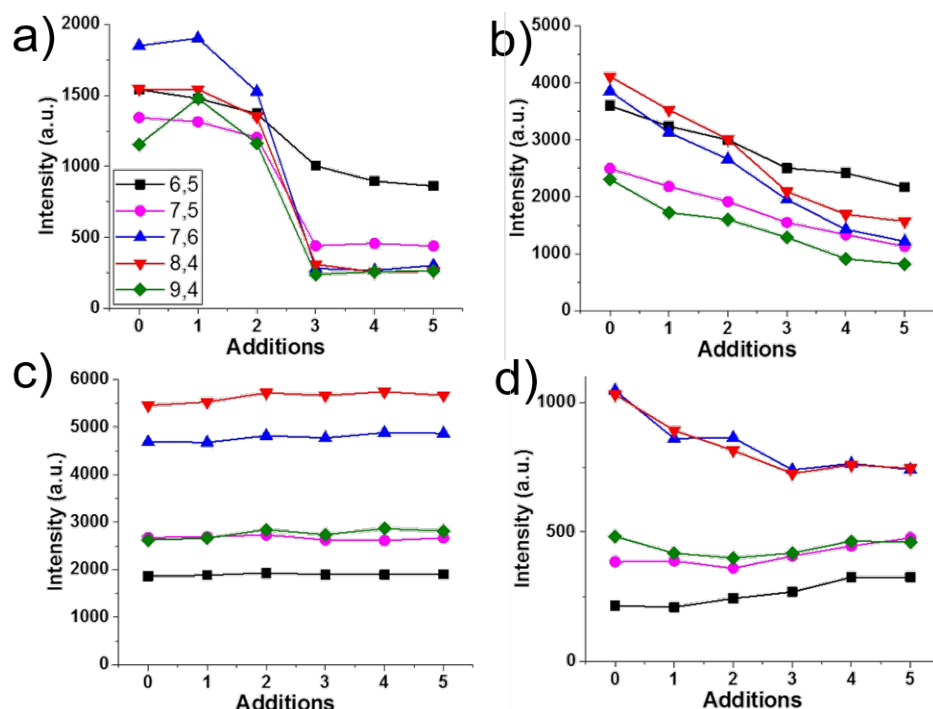 a)
2000
1500
1000
500
0
Intensity (a.u.)
6,5
7,5
7,6
8,4
9,4
0 1 2 3 4 5
Additions
b)
5000
4000
3000
2000
1000
0
Intensity (a.u.)
0 1 2 3 4 5
Additions
c)
6000
5000
4000
3000
2000
1000
0
Intensity (a.u.)
0 1 2 3 4 5
Additions
d)
1000
500
0
Intensity (a.u.)
0 1 2 3 4 5
Additions